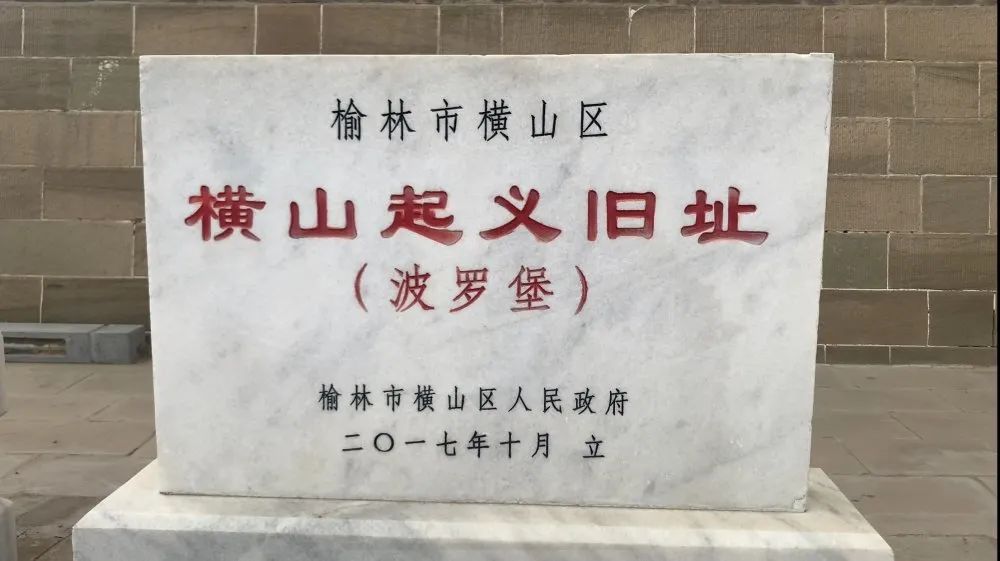 榆林市横山区
横山起义旧址
（波罗堡）
榆林市横山区人民政府
二〇一七年十月 立